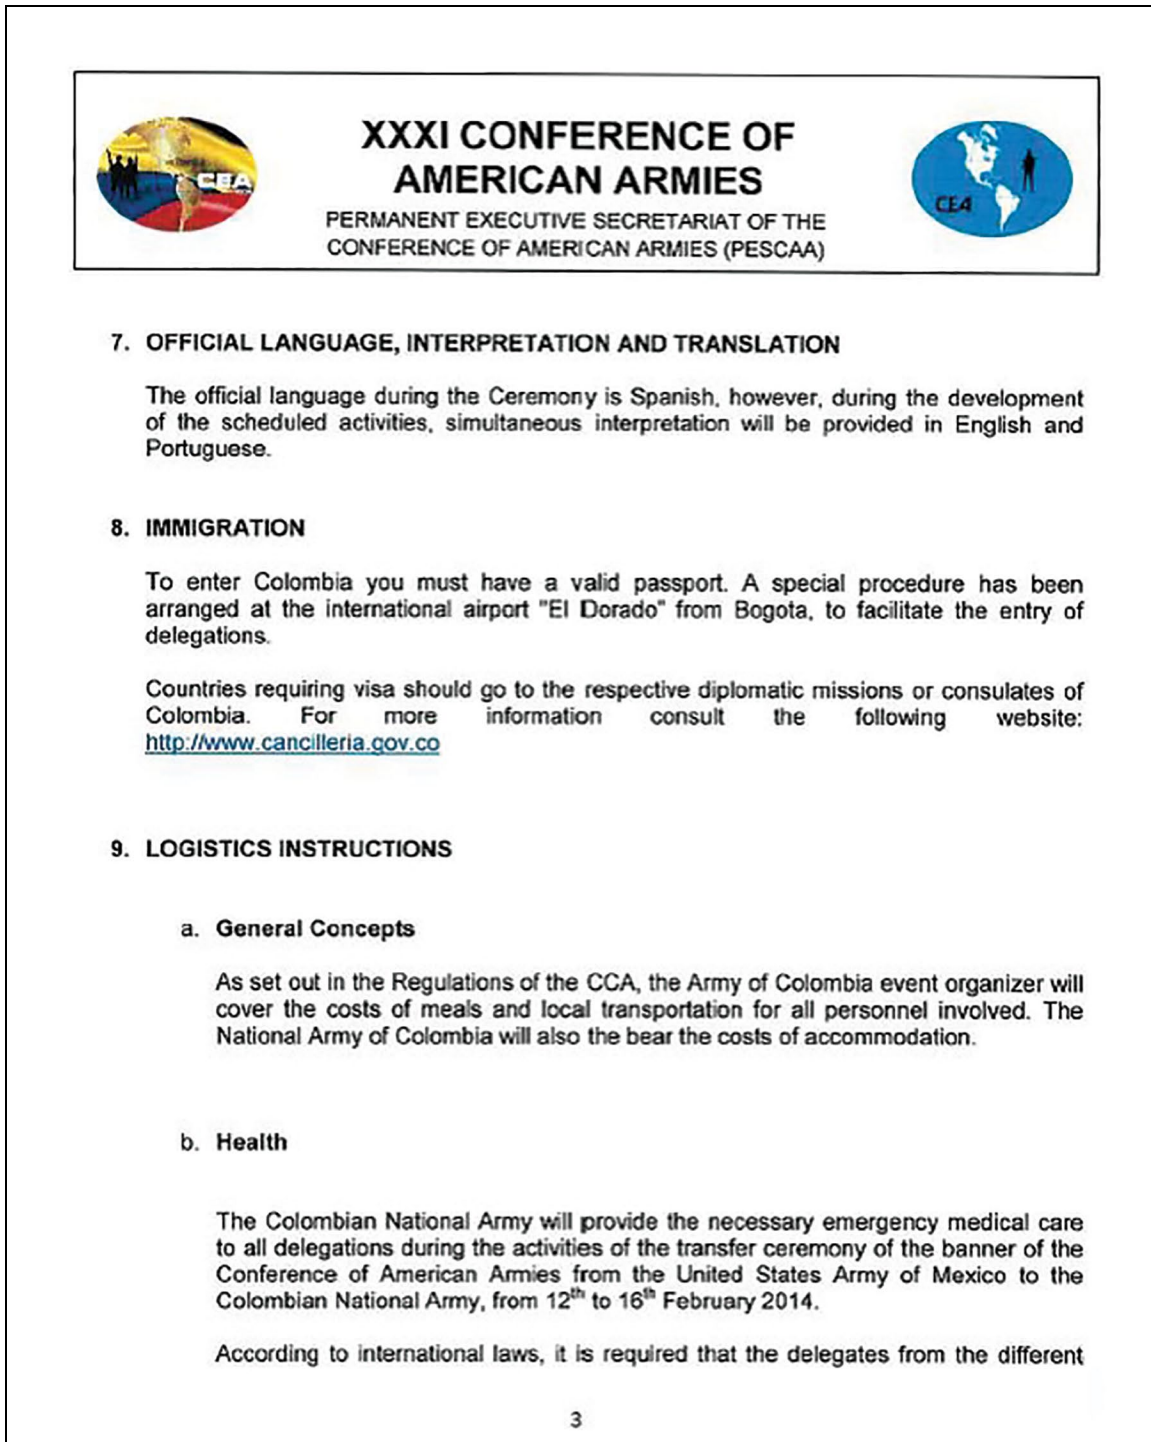 CEA
XXXI CONFERENCE OF
AMERICAN ARMIES
PERMANENT EXECUTIVE SECRETARIAT OF THE
CONFERENCE OF AMERICAN ARMIES (PESCAA)
CEA
7. OFFICIAL LANGUAGE, INTERPRETATION AND TRANSLATION
The official language during the Ceremony is Spanish, however, during the development
of the scheduled activities, simultaneous interpretation will be provided in English and
Portuguese.
8. IMMIGRATION
To enter Colombia you must have a valid passport. A special procedure has been
arranged at the international airport "El Dorado" from Bogota, to facilitate the entry of
delegations.
Countries requiring visa should go to the respective diplomatic missions or consulates of
Colombia. For more information consult the following website:
http://www.cancilleria.gov.co
9. LOGISTICS INSTRUCTIONS
a. General Concepts
As set out in the Regulations of the CCA, the Army of Colombia event organizer will
cover the costs of meals and local transportation for all personnel involved. The
National Army of Colombia will also the bear the costs of accommodation.
b. Health
The Colombian National Army will provide the necessary emergency medical care
to all delegations during the activities of the transfer ceremony of the banner of the
Conference of American Armies from the United States Army of Mexico to the
Colombian National Army, from 12th to 16th February 2014.
According to international laws, it is required that the delegates from the different
3